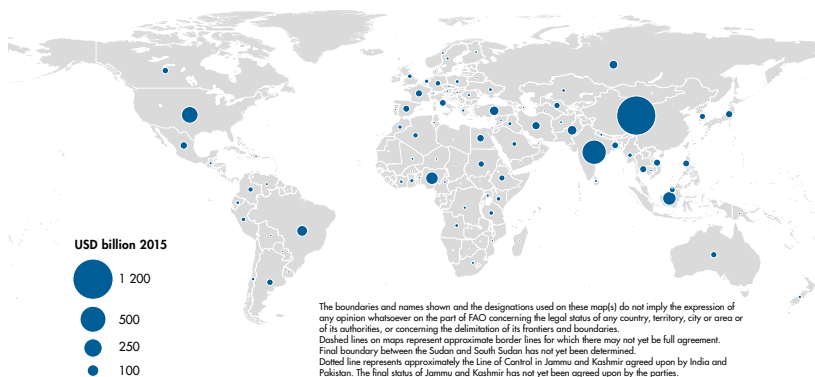 USD billion 2015
1 200
500
250
100
The boundaries and names shown and the designations used on these map(s) do not imply the expression of
any opinion whatsoever on the part of FAO concerning the legal status of any country, territory, city or area or
of its authorities, or concerning the delimitation of its frontiers and boundaries.
Dashed lines on maps represent approximate border lines for which there may not yet be full agreement.
Final boundary between the Sudan and South Sudan has not yet been determined.
Dotted line represents approximately the Line of Control in Jammu and Kashmir agreed upon by India and
Pakistan. The final status of Jammu and Kashmir has not yet been agreed upon by the parties.